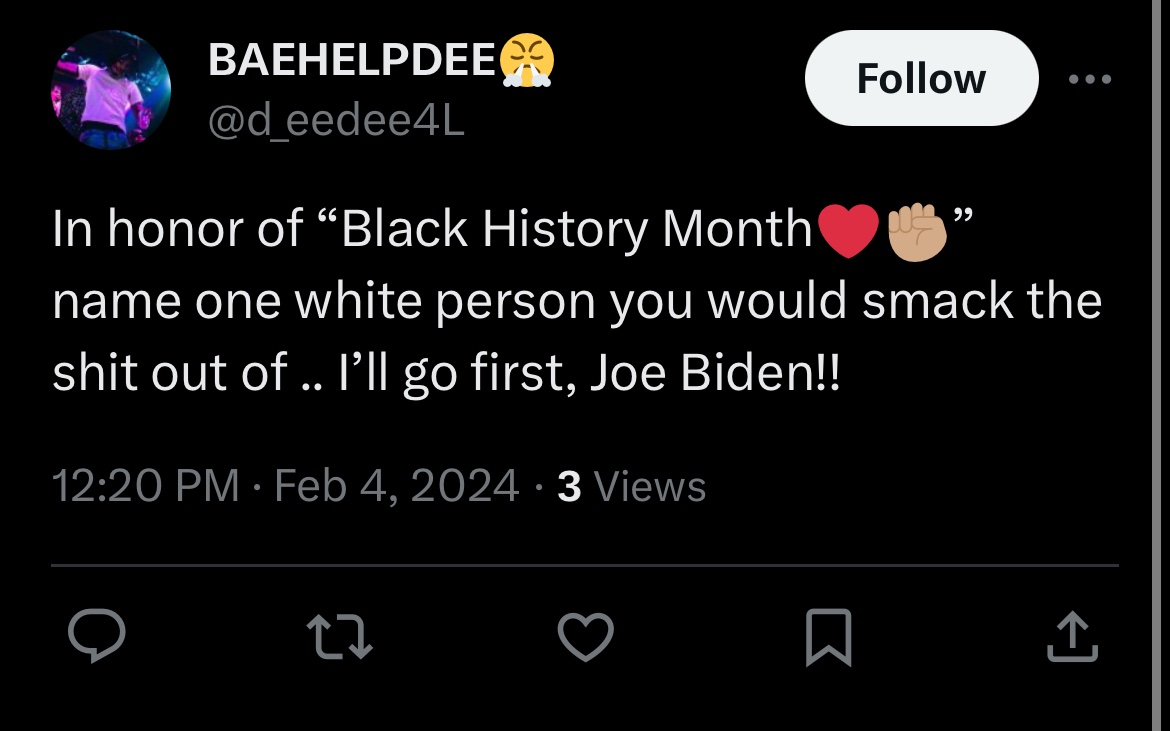 BAEHELPDEE😤
@d_eedee4L
Follow
In honor of “Black History Month❤️✊🏼”
name one white person you would smack the
shit out of .. I’ll go first, Joe Biden!!
12:20 PM · Feb 4, 2024 · 3 Views